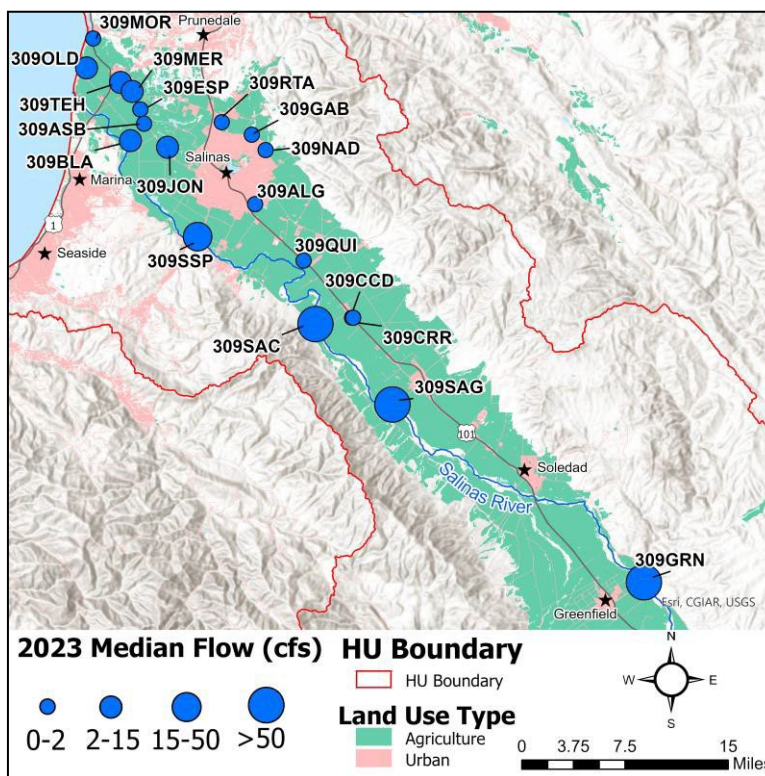 309MOR
Prunedale
309OLD
309MER
309ESP
309RTA
309TEH
309GAB
309ASB
309NAD
309BLA
Salinas
309JON
Marina
309ALG
1
Seaside
309SSP
309QUI
309CCD
309CRR
309SAC
309SAG
101
Soledad
Salinas River
309GRN
Esri, CGIAR, USGS
Greenfield
2023 Median Flow (cfs)
0-2
2-15
15-50
>50
HU Boundary
HU Boundary
Land Use Type
Agriculture
Urban
N
W
E
S
0 3.75 7.5 15
Miles